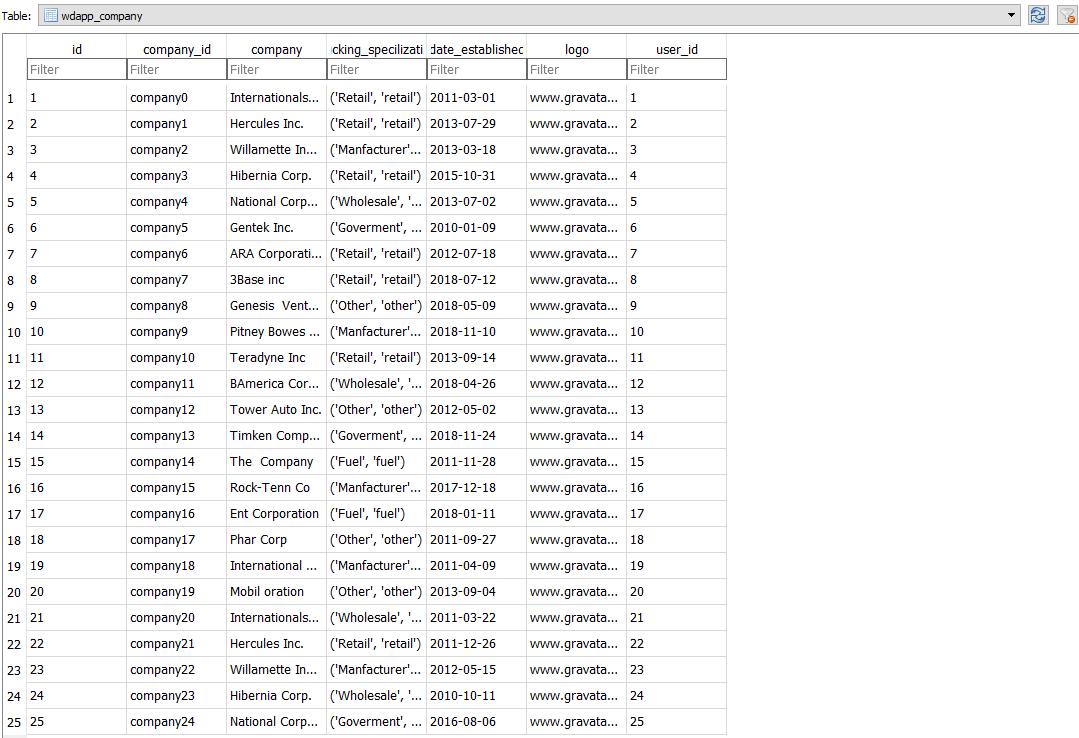 Table: wdapp_company
id company_id company :cking_specilizati date_established logo user_id
Filter Filter Filter Filter Filter Filter Filter
1 1 company0 Internationals... ('Retail', 'retail') 2011-03-01 www.gravata... 1
2 2 company1 Hercules Inc. ('Retail', 'retail') 2013-07-29 www.gravata... 2
3 3 company2 Willamette In... ('Manfacturer'... 2013-03-18 www.gravata... 3
4 4 company3 Hibernia Corp. ('Retail', 'retail') 2015-10-31 www.gravata... 4
5 5 company4 National Corp... ('Wholesale', '... 2013-07-02 www.gravata... 5
6 6 company5 Gentek Inc. ('Goverment', ... 2010-01-09 www.gravata... 6
7 7 company6 ARA Corporati... ('Retail', 'retail') 2012-07-18 www.gravata... 7
8 8 company7 3Base inc ('Retail', 'retail') 2018-07-12 www.gravata... 8
9 9 company8 Genesis  Vent... ('Other', 'other') 2018-05-09 www.gravata... 9
10 10 company9 Pitney Bowes ... ('Manfacturer'... 2018-11-10 www.gravata... 10
11 11 company10 Teradyne Inc ('Retail', 'retail') 2013-09-14 www.gravata... 11
12 12 company11 BAmerica Cor... ('Wholesale', '... 2018-04-26 www.gravata... 12
13 13 company12 Tower Auto Inc. ('Other', 'other') 2012-05-02 www.gravata... 13
14 14 company13 Timken Comp... ('Goverment', ... 2018-11-24 www.gravata... 14
15 15 company14 The  Company ('Fuel', 'fuel') 2011-11-28 www.gravata... 15
16 16 company15 Rock-Tenn Co ('Manfacturer'... 2017-12-18 www.gravata... 16
17 17 company16 Ent Corporation ('Fuel', 'fuel') 2018-01-11 www.gravata... 17
18 18 company17 Phar Corp ('Other', 'other') 2011-09-27 www.gravata... 18
19 19 company18 International ... ('Manfacturer'... 2011-04-09 www.gravata... 19
20 20 company19 Mobil oration ('Other', 'other') 2013-09-04 www.gravata... 20
21 21 company20 Internationals... ('Wholesale', '... 2011-03-22 www.gravata... 21
22 22 company21 Hercules Inc. ('Retail', 'retail') 2011-12-26 www.gravata... 22
23 23 company22 Willamette In... ('Manfacturer'... 2012-05-15 www.gravata... 23
24 24 company23 Hibernia Corp. ('Wholesale', '... 2010-10-11 www.gravata... 24
25 25 company24 National Corp... ('Goverment', ... 2016-08-06 www.gravata... 25